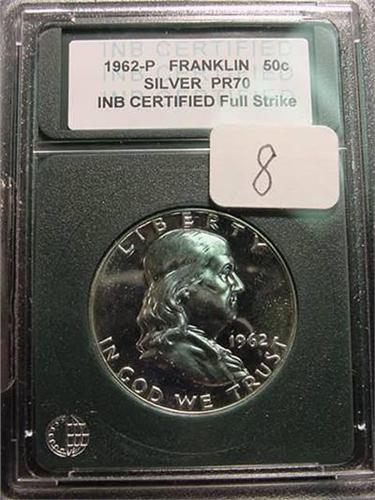 INB CERTIFIED
1962-P FRANKLIN 50c
SILVER PR70
INB CERTIFIED Full Strike
8
LIBERTY
1962
IN GOD WE TRUST